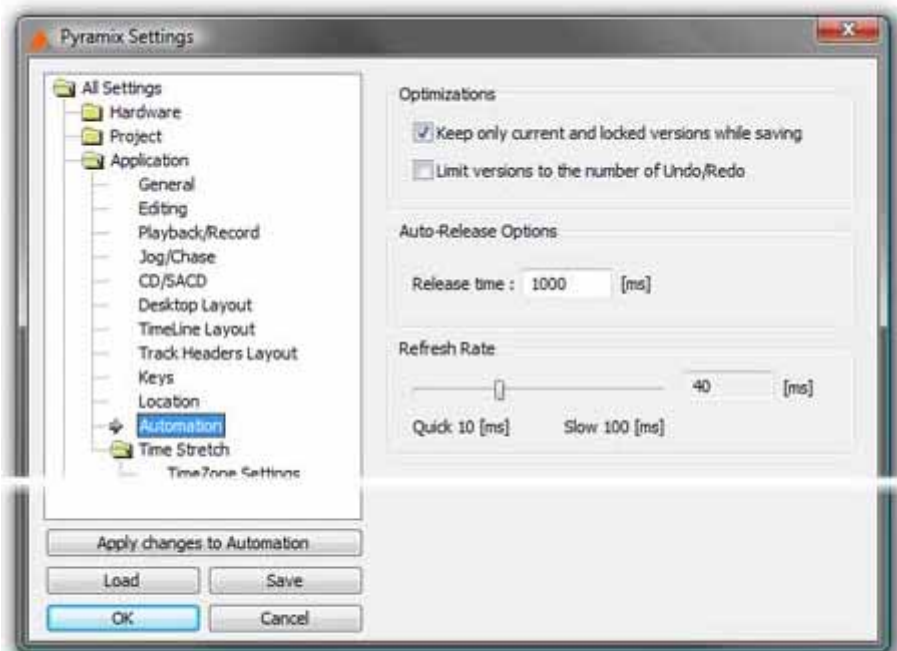 Pyramix Settings
All Settings
Hardware
Project
Application
General
Editing
Playback/Record
Jog/Chase
CD/SACD
Desktop Layout
TimeLine Layout
Track Headers Layout
Keys
Location
Automation
Time Stretch
TimeZone Settings
Apply changes to Automation
Load
Save
OK
Cancel
Optimizations
Keep only current and locked versions while saving
Limit versions to the number of Undo/Redo
Auto-Release Options
Release time : 1000 [ms]
Refresh Rate
40 [ms]
Quick 10 [ms] Slow 100 [ms]